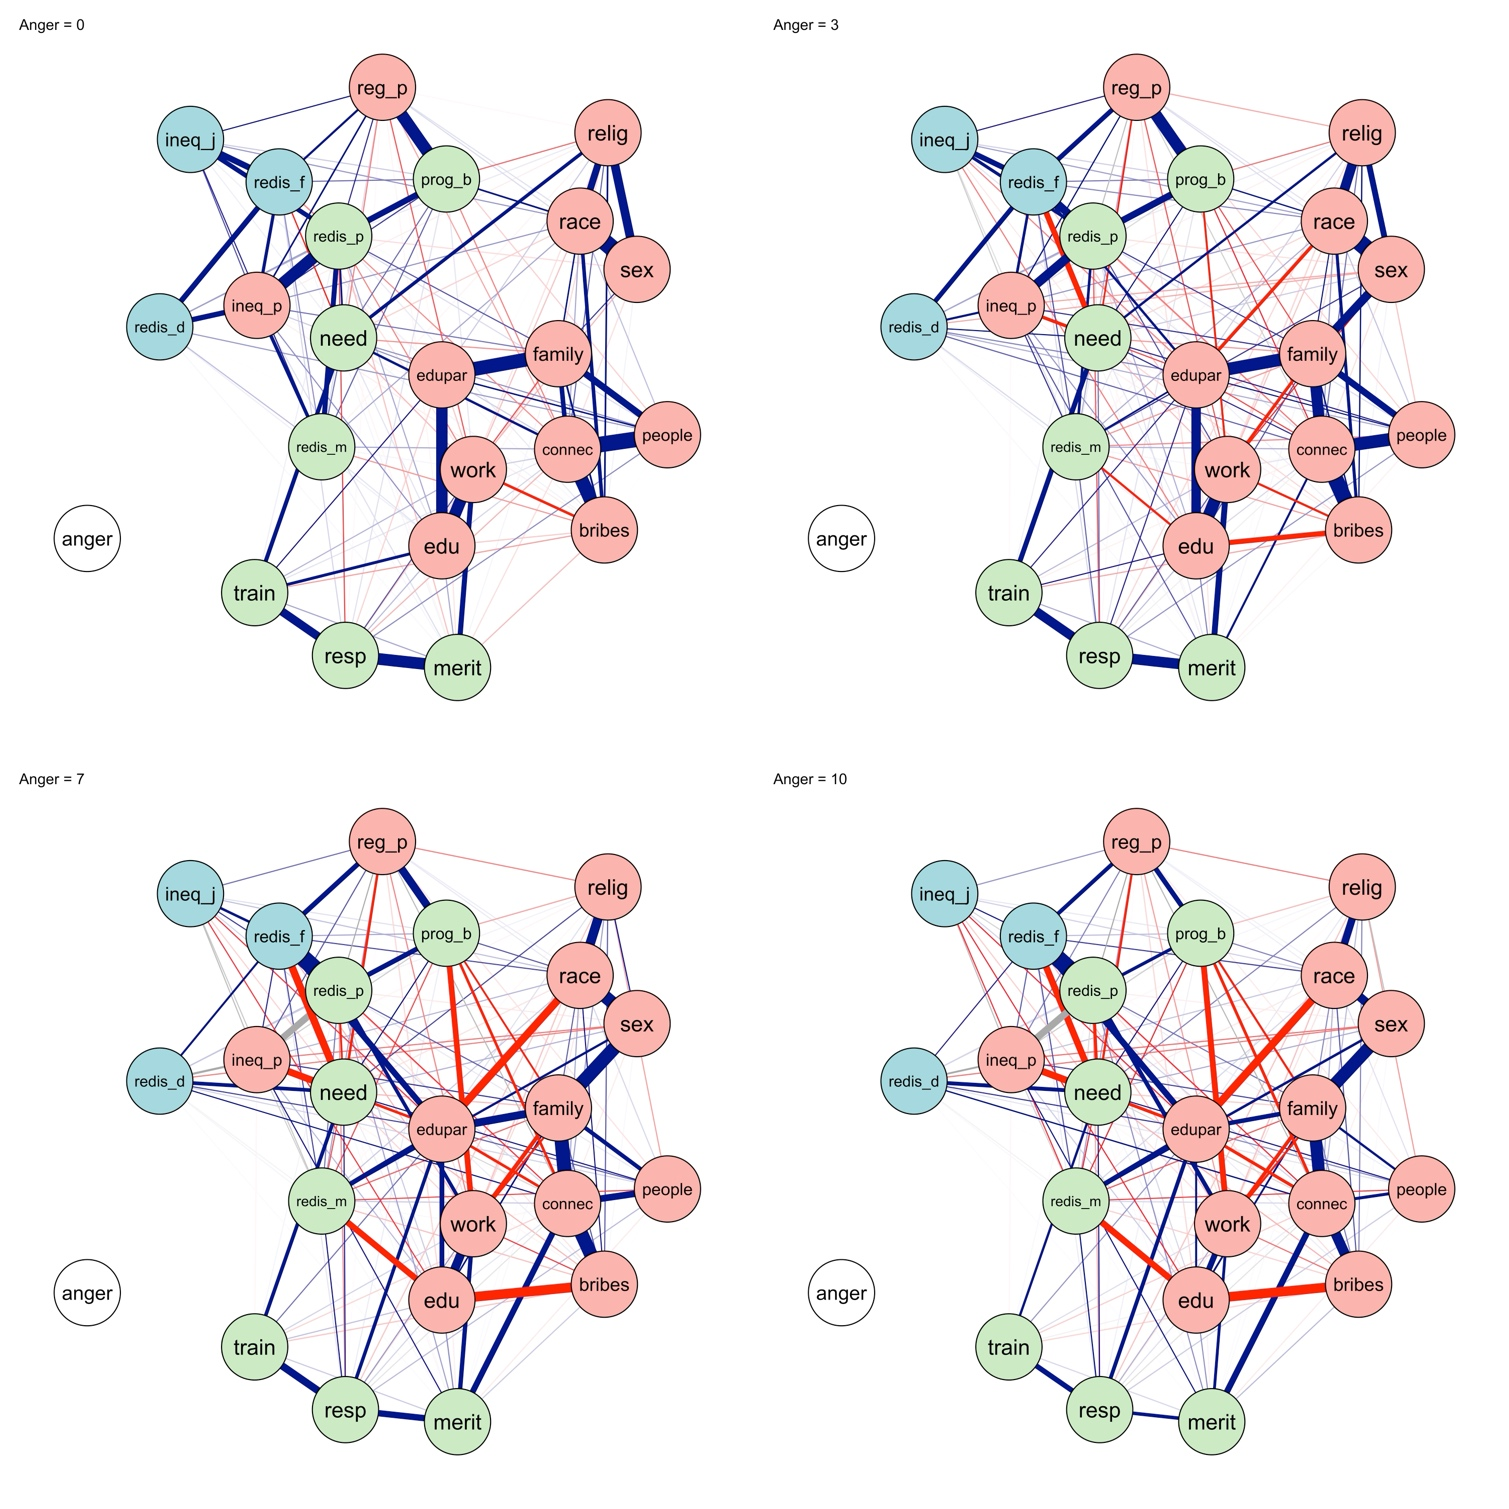 Anger = 0
reg_p
relig
ineq_j
redis_f
prog_b
race
redis_p
sex
ineq_p
redis_d
need
family
edupar
people
redis_m
connec
work
bribes
anger
edu
train
resp
merit
Anger = 3
reg_p
relig
ineq_j
redis_f
prog_b
race
redis_p
sex
ineq_p
redis_d
need
family
edupar
people
redis_m
connec
work
bribes
anger
edu
train
resp
merit
Anger = 7
reg_p
relig
ineq_j
redis_f
prog_b
race
redis_p
sex
ineq_p
redis_d
need
family
edupar
people
redis_m
connec
work
bribes
anger
edu
train
resp
merit
Anger = 10
reg_p
relig
ineq_j
redis_f
prog_b
race
redis_p
sex
ineq_p
redis_d
need
family
edupar
people
redis_m
connec
work
bribes
anger
edu
train
resp
merit